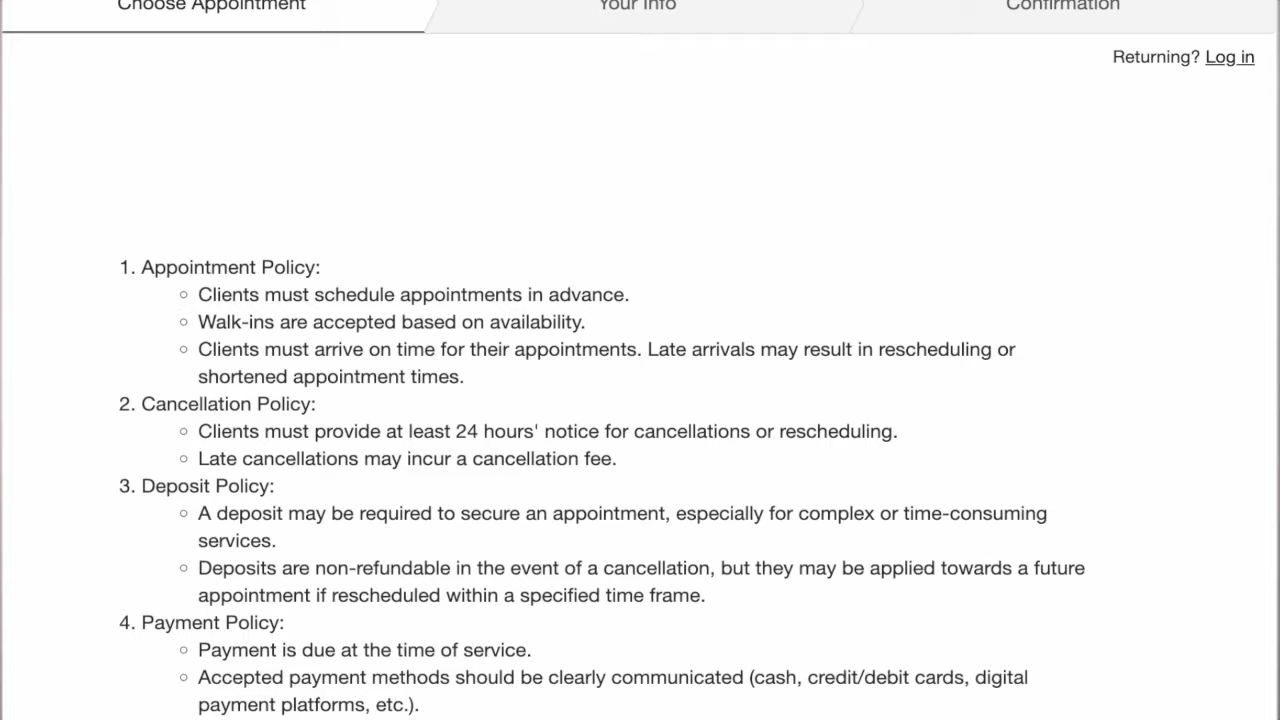 Choose Appointment
Your Info
Confirmation
Returning? Log in
1. Appointment Policy:
○ Clients must schedule appointments in advance.
○ Walk-ins are accepted based on availability.
○ Clients must arrive on time for their appointments. Late arrivals may result in rescheduling or
shortened appointment times.
2. Cancellation Policy:
○ Clients must provide at least 24 hours' notice for cancellations or rescheduling.
○ Late cancellations may incur a cancellation fee.
3. Deposit Policy:
○ A deposit may be required to secure an appointment, especially for complex or time-consuming
services.
○ Deposits are non-refundable in the event of a cancellation, but they may be applied towards a future
appointment if rescheduled within a specified time frame.
4. Payment Policy:
○ Payment is due at the time of service.
○ Accepted payment methods should be clearly communicated (cash, credit/debit cards, digital
payment platforms, etc.).